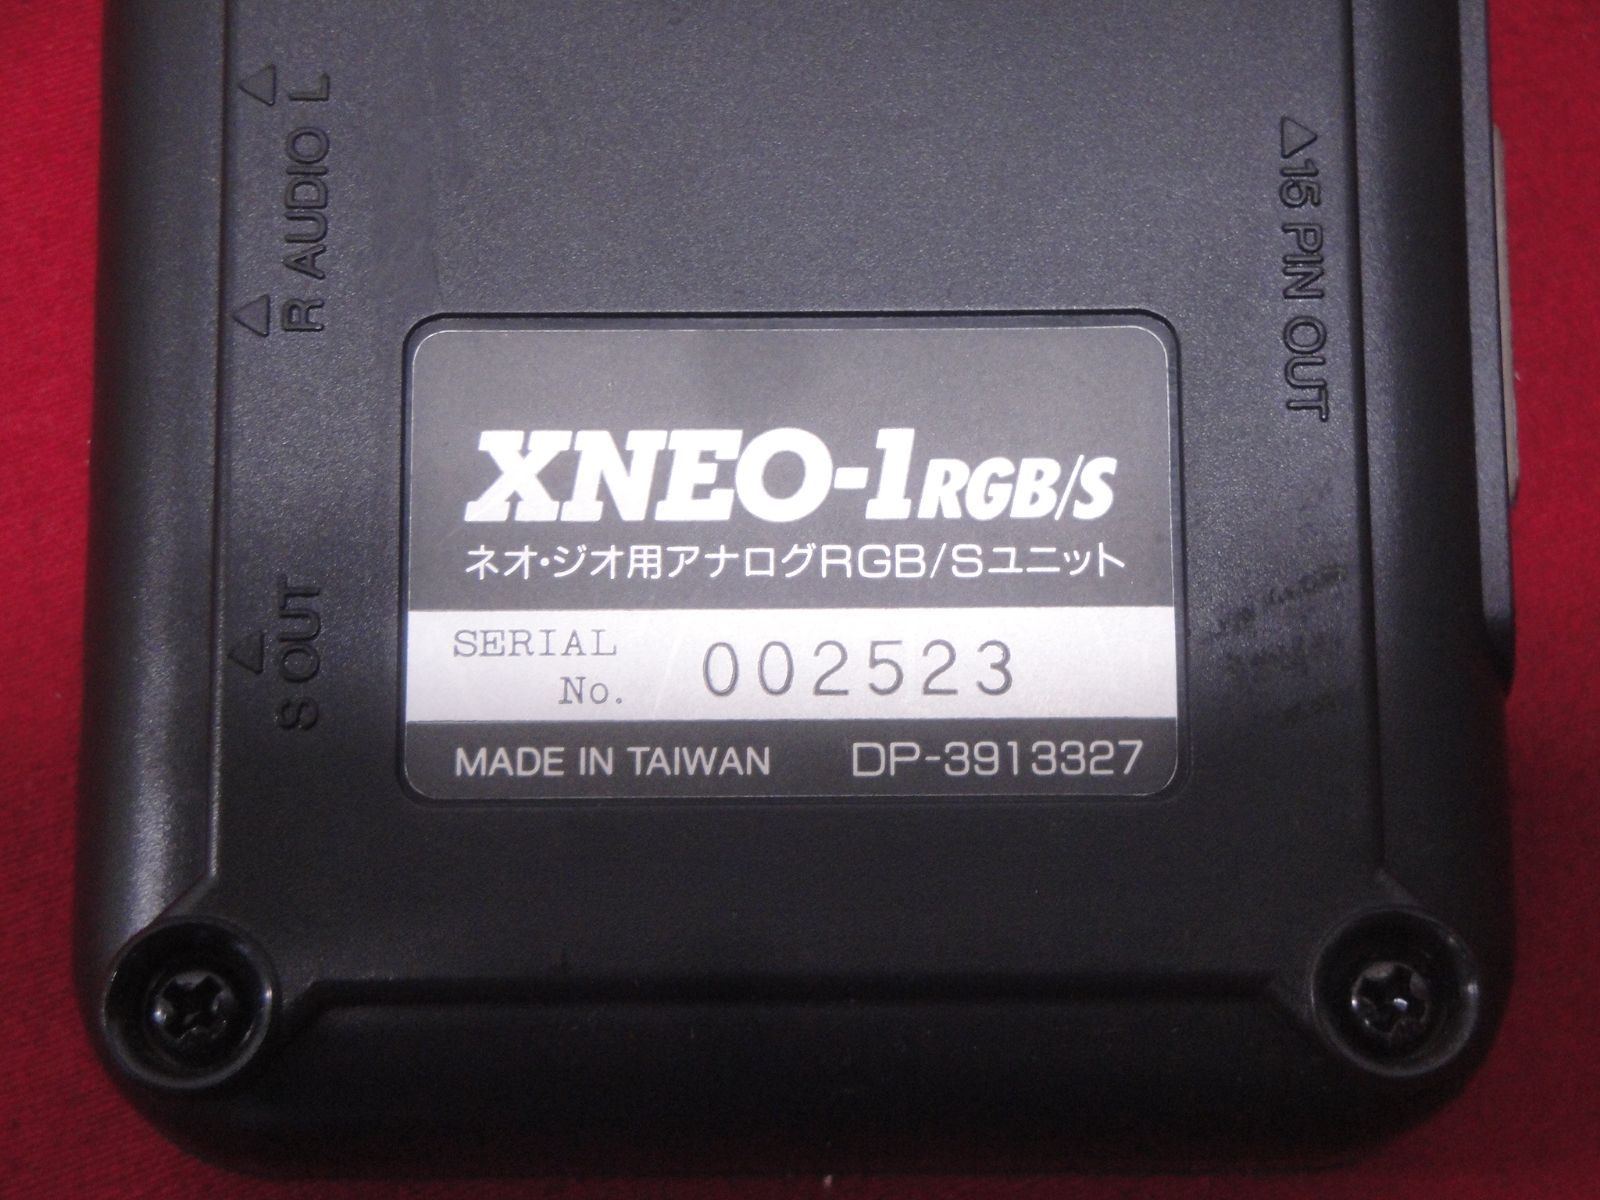 R AUDIO L
S OUT
15 PIN OUT
XNEO-1RGB/S
ネオ・ジオ用アナログRGB/Sユニット
SERIAL No. 002523
MADE IN TAIWAN DP-3913327